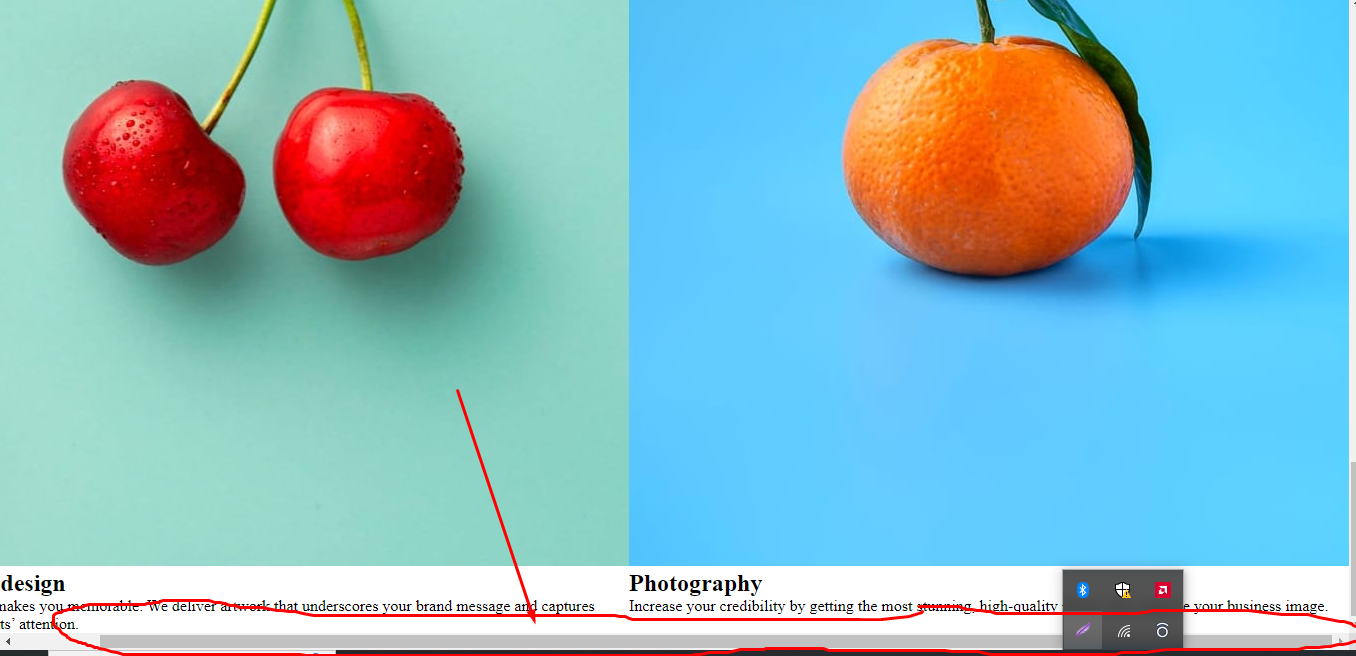 design
makes you memorable. We deliver artwork that underscores your brand message and captures
ts’ attention.
Photography
Increase your credibility by getting the most stunning, high-quality
e your business image.